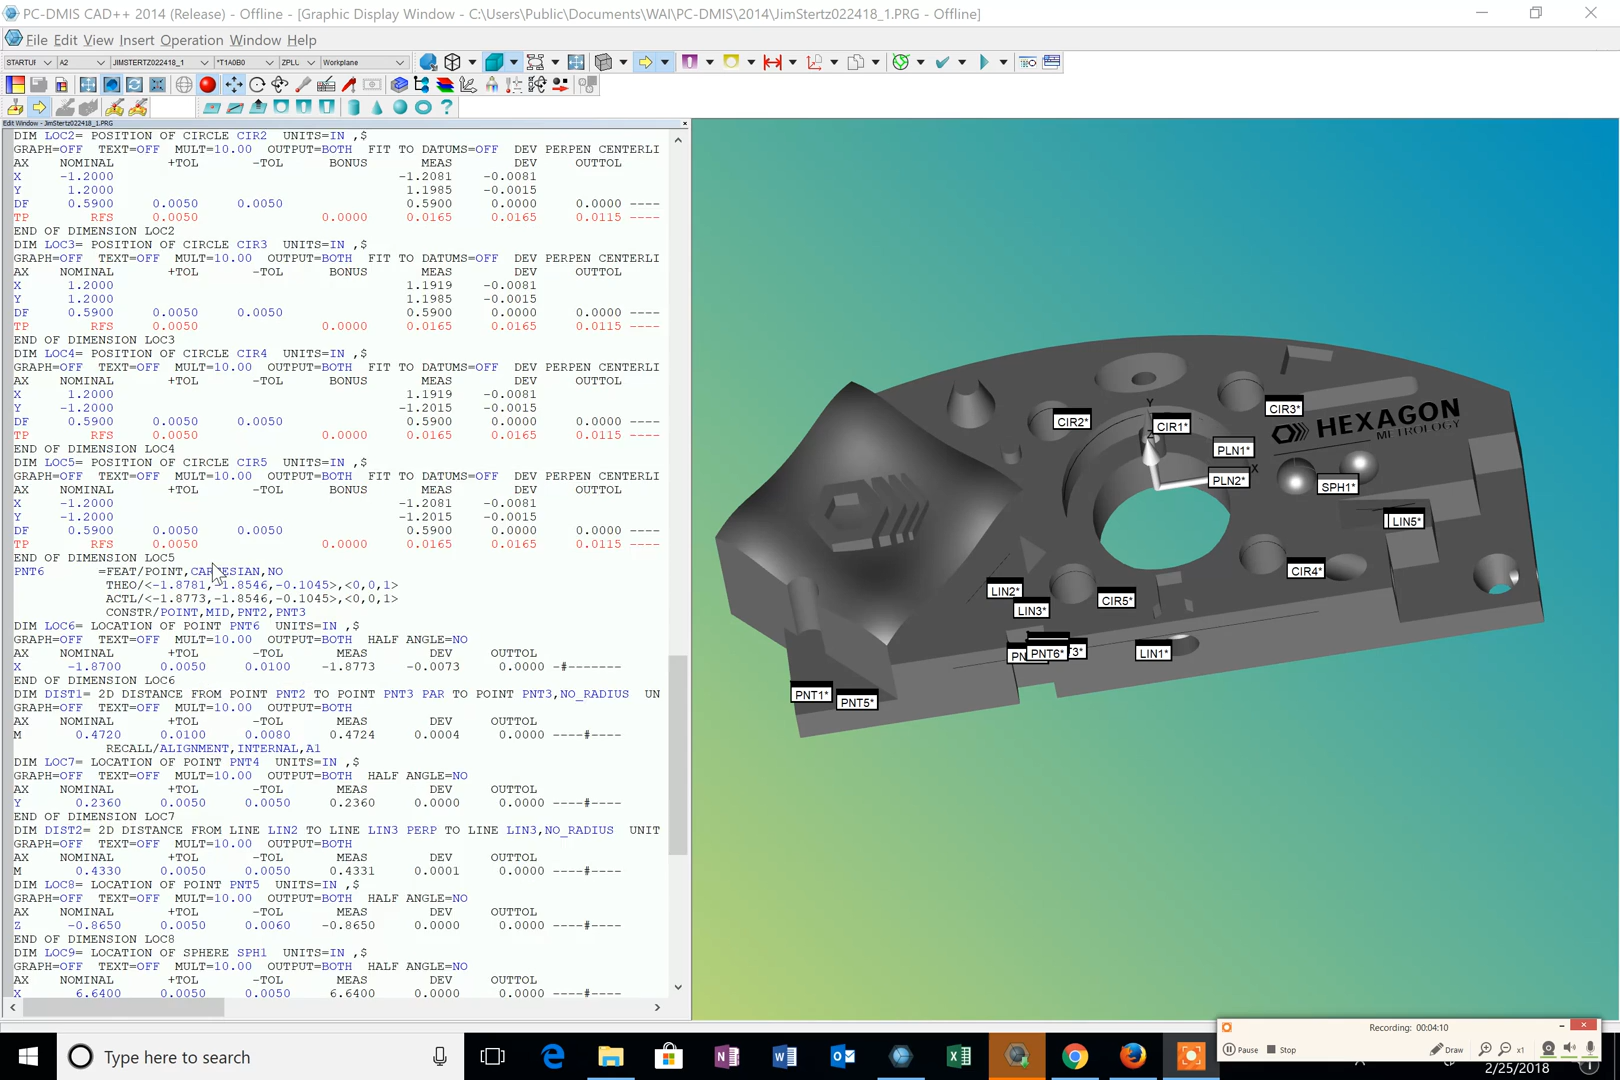 PC-DMIS CAD++ 2014 (Release) - Offline - [Graphic Display Window - C:\Users\Public\Documents\WAI\PC-DMIS\2014\JimStertz022418_1.PRG - Offline]
File Edit View Insert Operation Window Help
STARTUP A2 JIMSTERTZ022418_1 *T1A0B0 ZPLU Workplane
Edit Window - JimStertz022418_1.PRG
DIM LOC2= POSITION OF CIRCLE CIR2 UNITS=IN ,$
GRAPH=OFF TEXT=OFF MULT=10.00 OUTPUT=BOTH FIT TO DATUMS=OFF DEV PERPEN CENTERLI
AX NOMINAL +TOL -TOL BONUS MEAS DEV OUTTOL
X -1.2000 -1.2081 -0.0081
Y 1.2000 1.1985 -0.0015
DF 0.5900 0.0050 0.0050 0.5900 0.0000 0.0000 ----
TP RFS 0.0050 0.0000 0.0165 0.0165 0.0115 ----
END OF DIMENSION LOC2
DIM LOC3= POSITION OF CIRCLE CIR3 UNITS=IN ,$
GRAPH=OFF TEXT=OFF MULT=10.00 OUTPUT=BOTH FIT TO DATUMS=OFF DEV PERPEN CENTERLI
AX NOMINAL +TOL -TOL BONUS MEAS DEV OUTTOL
X 1.2000 1.1919 -0.0081
Y 1.2000 1.1985 -0.0015
DF 0.5900 0.0050 0.0050 0.5900 0.0000 0.0000 ----
TP RFS 0.0050 0.0000 0.0165 0.0165 0.0115 ----
END OF DIMENSION LOC3
DIM LOC4= POSITION OF CIRCLE CIR4 UNITS=IN ,$
GRAPH=OFF TEXT=OFF MULT=10.00 OUTPUT=BOTH FIT TO DATUMS=OFF DEV PERPEN CENTERLI
AX NOMINAL +TOL -TOL BONUS MEAS DEV OUTTOL
X 1.2000 1.1919 -0.0081
Y -1.2000 -1.2015 -0.0015
DF 0.5900 0.0050 0.0050 0.5900 0.0000 0.0000 ----
TP RFS 0.0050 0.0000 0.0165 0.0165 0.0115 ----
END OF DIMENSION LOC4
DIM LOC5= POSITION OF CIRCLE CIR5 UNITS=IN ,$
GRAPH=OFF TEXT=OFF MULT=10.00 OUTPUT=BOTH FIT TO DATUMS=OFF DEV PERPEN CENTERLI
AX NOMINAL +TOL -TOL BONUS MEAS DEV OUTTOL
X -1.2000 -1.2081 -0.0081
Y -1.2000 -1.2015 -0.0015
DF 0.5900 0.0050 0.0050 0.5900 0.0000 0.0000 ----
TP RFS 0.0050 0.0000 0.0165 0.0165 0.0115 ----
END OF DIMENSION LOC5
PNT6 =FEAT/POINT,CARTESIAN,NO
THEO/<-1.8781,-1.8546,-0.1045>,<0,0,1>
ACTL/<-1.8773,-1.8546,-0.1045>,<0,0,1>
CONSTR/POINT,MID,PNT2,PNT3
DIM LOC6= LOCATION OF POINT PNT6 UNITS=IN ,$
GRAPH=OFF TEXT=OFF MULT=10.00 OUTPUT=BOTH HALF ANGLE=NO
AX NOMINAL +TOL -TOL MEAS DEV OUTTOL
X -1.8700 0.0050 0.0100 -1.8773 -0.0073 0.0000 -#-------
END OF DIMENSION LOC6
DIM DIST1= 2D DISTANCE FROM POINT PNT2 TO POINT PNT3 PAR TO POINT PNT3,NO_RADIUS UN
GRAPH=OFF TEXT=OFF MULT=10.00 OUTPUT=BOTH
AX NOMINAL +TOL -TOL MEAS DEV OUTTOL
M 0.4720 0.0100 0.0080 0.4724 0.0004 0.0000 ----#----
RECALL/ALIGNMENT,INTERNAL,A1
DIM LOC7= LOCATION OF POINT PNT4 UNITS=IN ,$
GRAPH=OFF TEXT=OFF MULT=10.00 OUTPUT=BOTH HALF ANGLE=NO
AX NOMINAL +TOL -TOL MEAS DEV OUTTOL
Y 0.2360 0.0050 0.0050 0.2360 0.0000 0.0000 ----#----
END OF DIMENSION LOC7
DIM DIST2= 2D DISTANCE FROM LINE LIN2 TO LINE LIN3 PERP TO LINE LIN3,NO_RADIUS UNIT
GRAPH=OFF TEXT=OFF MULT=10.00 OUTPUT=BOTH
AX NOMINAL +TOL -TOL MEAS DEV OUTTOL
M 0.4330 0.0050 0.0050 0.4331 0.0001 0.0000 ----#----
DIM LOC8= LOCATION OF POINT PNT5 UNITS=IN ,$
GRAPH=OFF TEXT=OFF MULT=10.00 OUTPUT=BOTH HALF ANGLE=NO
AX NOMINAL +TOL -TOL MEAS DEV OUTTOL
Z -0.8650 0.0050 0.0060 -0.8650 0.0000 0.0000 ----#----
END OF DIMENSION LOC8
DIM LOC9= LOCATION OF SPHERE SPH1 UNITS=IN ,$
GRAPH=OFF TEXT=OFF MULT=10.00 OUTPUT=BOTH HALF ANGLE=NO
AX NOMINAL +TOL -TOL MEAS DEV OUTTOL
X 6.6400 0.0050 0.0050 6.6400 0.0000 0.0000 ----#----
Y
Z
X
CIR2*
CIR1*
CIR3*
HEXAGON
METROLOGY
PLN1*
PLN2*
SPH1*
LIN5*
CIR4*
LIN2*
LIN3*
CIR5*
PNT6*
LIN1*
PNT1*
PNT5*
Recording: 00:04:10
Pause Stop Draw x1
Type here to search
2/25/2018